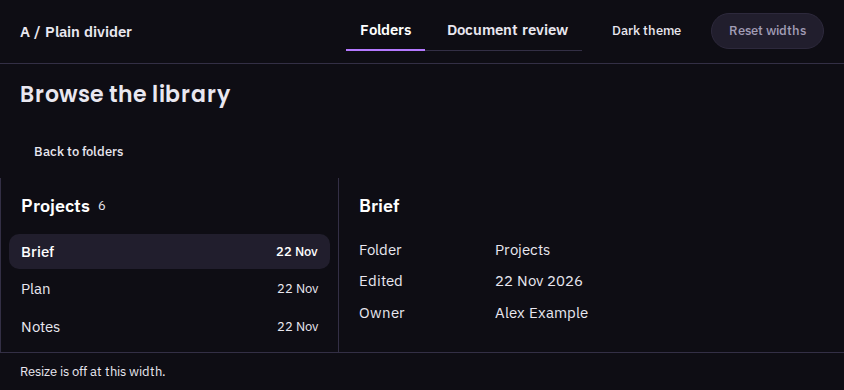 A / Plain divider
Folders
Document review
Dark theme
Reset widths
Browse the library
Back to folders
Projects 6
Brief 22 Nov
Plan 22 Nov
Notes 22 Nov
Brief
Folder Projects
Edited 22 Nov 2026
Owner Alex Example
Resize is off at this width.